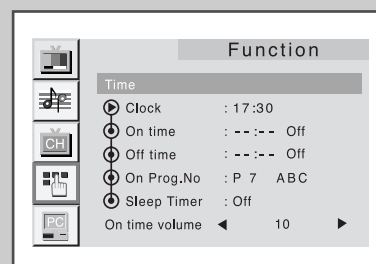 Function
Time
Clock : 17:30
On time : --:-- Off
Off time : --:-- Off
CH
On Prog.No : P 7 ABC
Sleep Timer : Off
PC
On time volume ◀ 10 ▶